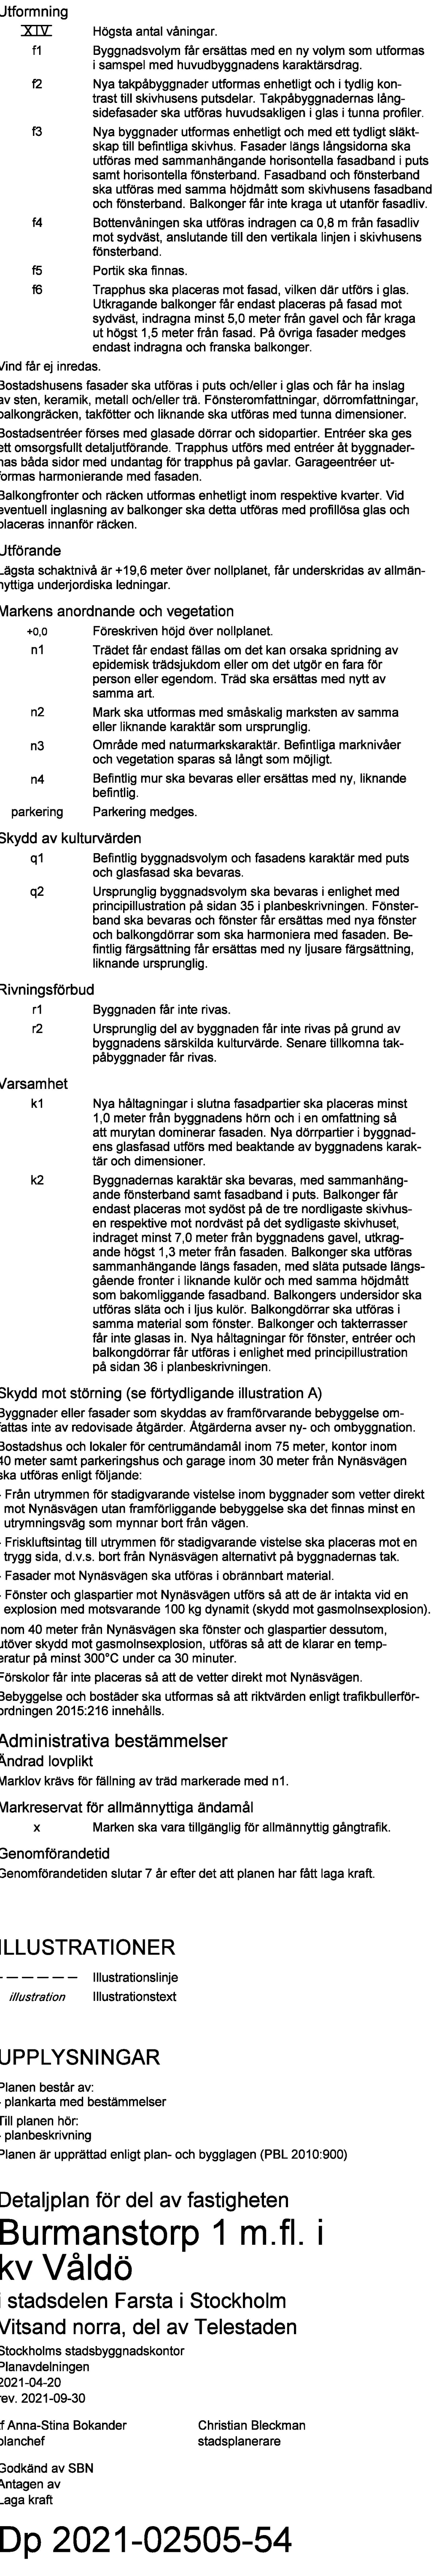 Utformning
XIV Högsta antal våningar.
f1 Byggnadsvolym får ersättas med en ny volym som utformas
i samspel med huvudbyggnadens karaktärsdrag.
f2 Nya takpåbyggnader utformas enhetligt och i tydlig kon-
trast till skivhusens putsdelar. Takpåbyggnadernas lång-
sidefasader ska utföras huvudsakligen i glas i tunna profiler.
f3 Nya byggnader utformas enhetligt och med ett tydligt släkt-
skap till befintliga skivhus. Fasader längs långsidorna ska
utföras med sammanhängande horisontella fasadband i puts
samt horisontella fönsterband. Fasadband och fönsterband
ska utföras med samma höjdmått som skivhusens fasadband
och fönsterband. Balkonger får inte kraga ut utanför fasadliv.
f4 Bottenvåningen ska utföras indragen ca 0,8 m från fasadliv
mot sydväst, anslutande till den vertikala linjen i skivhusens
fönsterband.
f5 Portik ska finnas.
f6 Trapphus ska placeras mot fasad, vilken där utförs i glas.
Utkragande balkonger får endast placeras på fasad mot
sydväst, indragna minst 5,0 meter från gavel och får kraga
ut högst 1,5 meter från fasad. På övriga fasader medges
endast indragna och franska balkonger.
Vind får ej inredas.
Bostadshusens fasader ska utföras i puts och/eller i glas och får ha inslag
av sten, keramik, metall och/eller trä. Fönsteromfattningar, dörromfattningar,
balkongräcken, takfötter och liknande ska utföras med tunna dimensioner.
Bostadsentréer förses med glasade dörrar och sidopartier. Entréer ska ges
ett omsorgsfullt detaljutförande. Trapphus utförs med entréer åt byggnader-
nas båda sidor med undantag för trapphus på gavlar. Garageentréer ut-
formas harmonierande med fasaden.
Balkongfronter och räcken utformas enhetligt inom respektive kvarter. Vid
eventuell inglasning av balkonger ska detta utföras med profillösa glas och
placeras innanför räcken.
Utförande
Lägsta schaktnivå är +19,6 meter över nollplanet, får underskridas av allmän-
nyttiga underjordiska ledningar.
Markens anordnande och vegetation
+0,0 Föreskriven höjd över nollplanet.
n1 Trädet får endast fällas om det kan orsaka spridning av
epidemisk trädsjukdom eller om det utgör en fara för
person eller egendom. Träd ska ersättas med nytt av
samma art.
n2 Mark ska utformas med småskalig marksten av samma
eller liknande karaktär som ursprunglig.
n3 Område med naturmarkskaraktär. Befintliga marknivåer
och vegetation sparas så långt som möjligt.
n4 Befintlig mur ska bevaras eller ersättas med ny, liknande
befintlig.
parkering Parkering medges.
Skydd av kulturvärden
q1 Befintlig byggnadsvolym och fasadens karaktär med puts
och glasfasad ska bevaras.
q2 Ursprunglig byggnadsvolym ska bevaras i enlighet med
principillustration på sidan 35 i planbeskrivningen. Fönster-
band ska bevaras och fönster får ersättas med nya fönster
och balkongdörrar som ska harmoniera med fasaden. Be-
fintlig färgsättning får ersättas med ny ljusare färgsättning,
liknande ursprunglig.
Rivningsförbud
r1 Byggnaden får inte rivas.
r2 Ursprunglig del av byggnaden får inte rivas på grund av
byggnadens särskilda kulturvärde. Senare tillkomna tak-
påbyggnader får rivas.
Varsamhet
k1 Nya håltagningar i slutna fasadpartier ska placeras minst
1,0 meter från byggnadens hörn och i en omfattning så
att murytan dominerar fasaden. Nya dörrpartier i byggnad-
ens glasfasad utförs med beaktande av byggnadens karak-
tär och dimensioner.
k2 Byggnadernas karaktär ska bevaras, med sammanhäng-
ande fönsterband samt fasadband i puts. Balkonger får
endast placeras mot sydöst på de tre nordligaste skivhus-
en respektive mot nordväst på det sydligaste skivhuset,
indraget minst 7,0 meter från byggnadens gavel, utkrag-
ande högst 1,3 meter från fasaden. Balkonger ska utföras
sammanhängande längs fasaden, med släta putsade längs-
gående fronter i liknande kulör och med samma höjdmått
som bakomliggande fasadband. Balkongers undersidor ska
utföras släta och i ljus kulör. Balkongdörrar ska utföras i
samma material som fönster. Balkonger och takterrasser
får inte glasas in. Nya håltagningar för fönster, entréer och
balkongdörrar får utföras i enlighet med principillustration
på sidan 36 i planbeskrivningen.
Skydd mot störning (se förtydligande illustration A)
Byggnader eller fasader som skyddas av framförvarande bebyggelse om-
fattas inte av redovisade åtgärder. Åtgärderna avser ny- och ombyggnation.
Bostadshus och lokaler för centrumändamål inom 75 meter, kontor inom
40 meter samt parkeringshus och garage inom 30 meter från Nynäsvägen
ska utföras enligt följande:
- Från utrymmen för stadigvarande vistelse inom byggnader som vetter direkt
mot Nynäsvägen utan framförliggande bebyggelse ska det finnas minst en
utrymningsväg som mynnar bort från vägen.
- Friskluftsintag till utrymmen för stadigvarande vistelse ska placeras mot en
trygg sida, d.v.s. bort från Nynäsvägen alternativt på byggnadernas tak.
- Fasader mot Nynäsvägen ska utföras i obrännbart material.
- Fönster och glaspartier mot Nynäsvägen utförs så att de är intakta vid en
explosion med motsvarande 100 kg dynamit (skydd mot gasmolnsexplosion).
Inom 40 meter från Nynäsvägen ska fönster och glaspartier dessutom,
utöver skydd mot gasmolnsexplosion, utföras så att de klarar en temp-
eratur på minst 300°C under ca 30 minuter.
Förskolor får inte placeras så att de vetter direkt mot Nynäsvägen.
Bebyggelse och bostäder ska utformas så att riktvärden enligt trafikbullerför-
ordningen 2015:216 innehålls.
Administrativa bestämmelser
Ändrad lovplikt
Marklov krävs för fällning av träd markerade med n1.
Markreservat för allmännyttiga ändamål
x Marken ska vara tillgänglig för allmännyttig gångtrafik.
Genomförandetid
Genomförandetiden slutar 7 år efter det att planen har fått laga kraft.
ILLUSTRATIONER
Illustrationslinje
illustration Illustrationstext
UPPLYSNINGAR
Planen består av:
- plankarta med bestämmelser
Till planen hör:
- planbeskrivning
Planen är upprättad enligt plan- och bygglagen (PBL 2010:900)
Detaljplan för del av fastigheten
Burmanstorp 1 m.fl. i
kv Våldö
i stadsdelen Farsta i Stockholm
Vitsand norra, del av Telestaden
Stockholms stadsbyggnadskontor
Planavdelningen
2021-04-20
rev. 2021-09-30
tf Anna-Stina Bokander Christian Bleckman
planchef stadsplanerare
Godkänd av SBN
Antagen av
Laga kraft
Dp 2021-02505-54